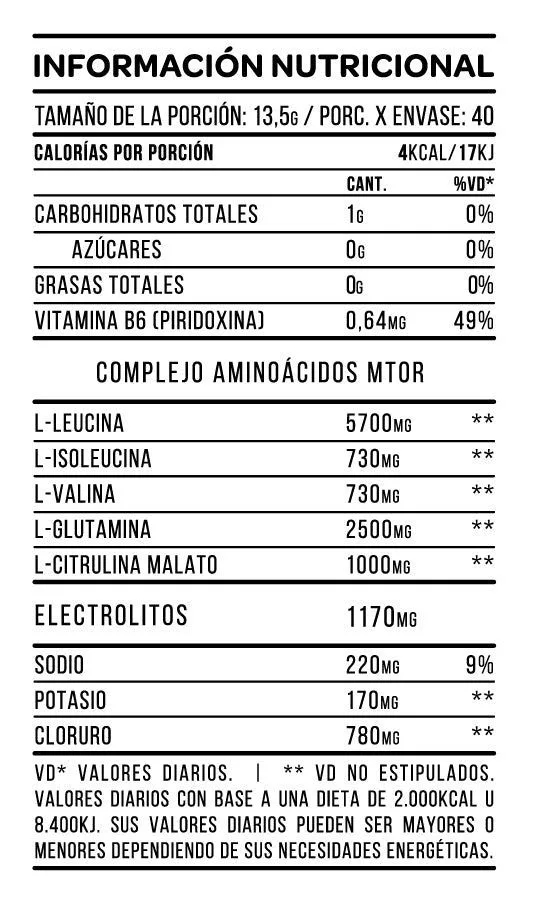 INFORMACIÓN NUTRICIONAL
TAMAÑO DE LA PORCIÓN: 13,5G / PORC. X ENVASE: 40
CALORÍAS POR PORCIÓN 4KCAL/17KJ
CANT. %VD*
CARBOHIDRATOS TOTALES 1G 0%
AZÚCARES 0G 0%
GRASAS TOTALES 0G 0%
VITAMINA B6 (PIRIDOXINA) 0,64MG 49%
COMPLEJO AMINOÁCIDOS MTOR
L-LEUCINA 5700MG **
L-ISOLEUCINA 730MG **
L-VALINA 730MG **
L-GLUTAMINA 2500MG **
L-CITRULINA MALATO 1000MG **
ELECTROLITOS 1170MG
SODIO 220MG 9%
POTASIO 170MG **
CLORURO 780MG **
VD* VALORES DIARIOS. | ** VD NO ESTIPULADOS.
VALORES DIARIOS CON BASE A UNA DIETA DE 2.000KCAL U
8.400KJ. SUS VALORES DIARIOS PUEDEN SER MAYORES O
MENORES DEPENDIENDO DE SUS NECESIDADES ENERGÉTICAS.